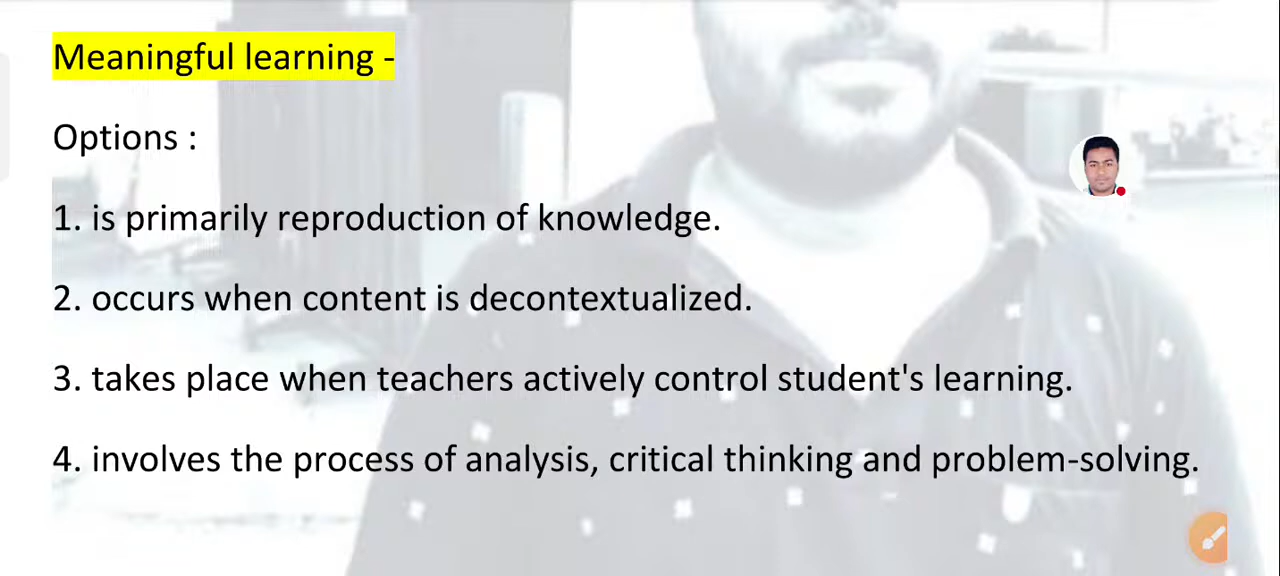 Meaningful learning -
Options :
1. is primarily reproduction of knowledge.
2. occurs when content is decontextualized.
3. takes place when teachers actively control student's learning.
4. involves the process of analysis, critical thinking and problem-solving.